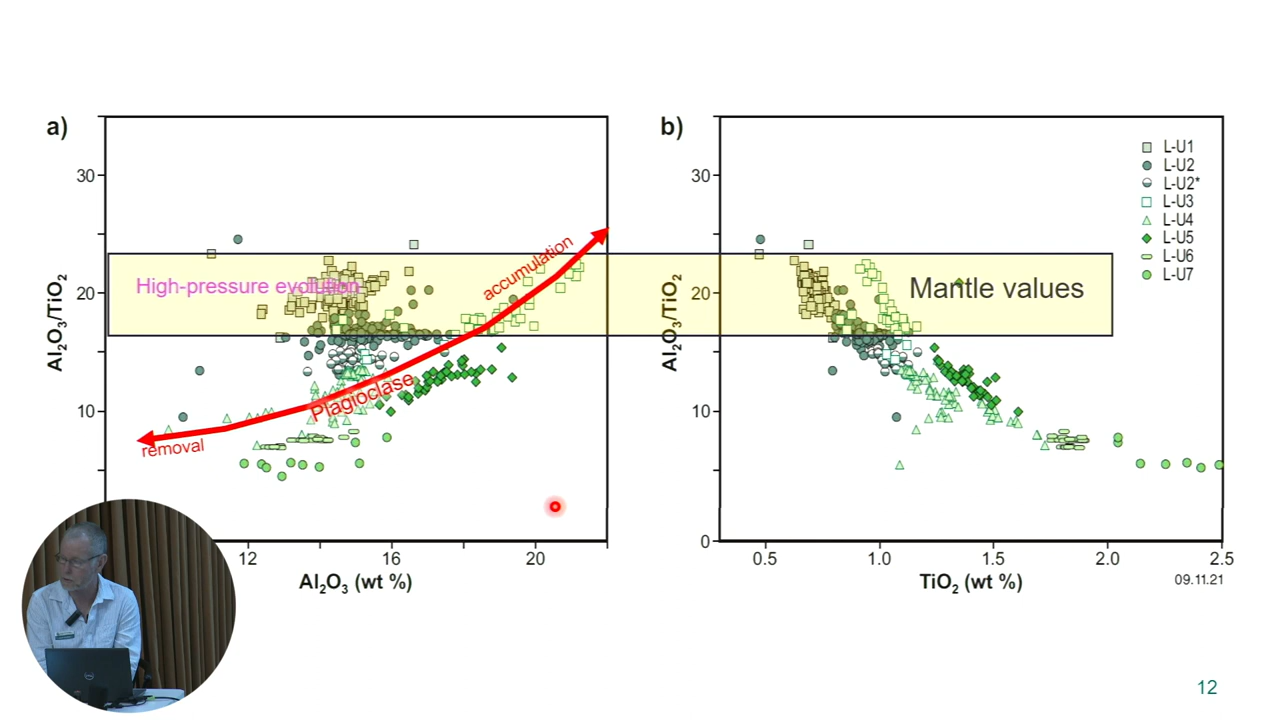 a)
30
20
10
Al₂O₃/TiO₂
High-pressure evolution
accumulation
Plagioclase
removal
12
16
20
Al₂O₃ (wt %)
b)
30
20
10
0
Al₂O₃/TiO₂
Mantle values
L-U1
L-U2
L-U2*
L-U3
L-U4
L-U5
L-U6
L-U7
0.5
1.0
1.5
2.0
2.5
TiO₂ (wt %)
09.11.21
12